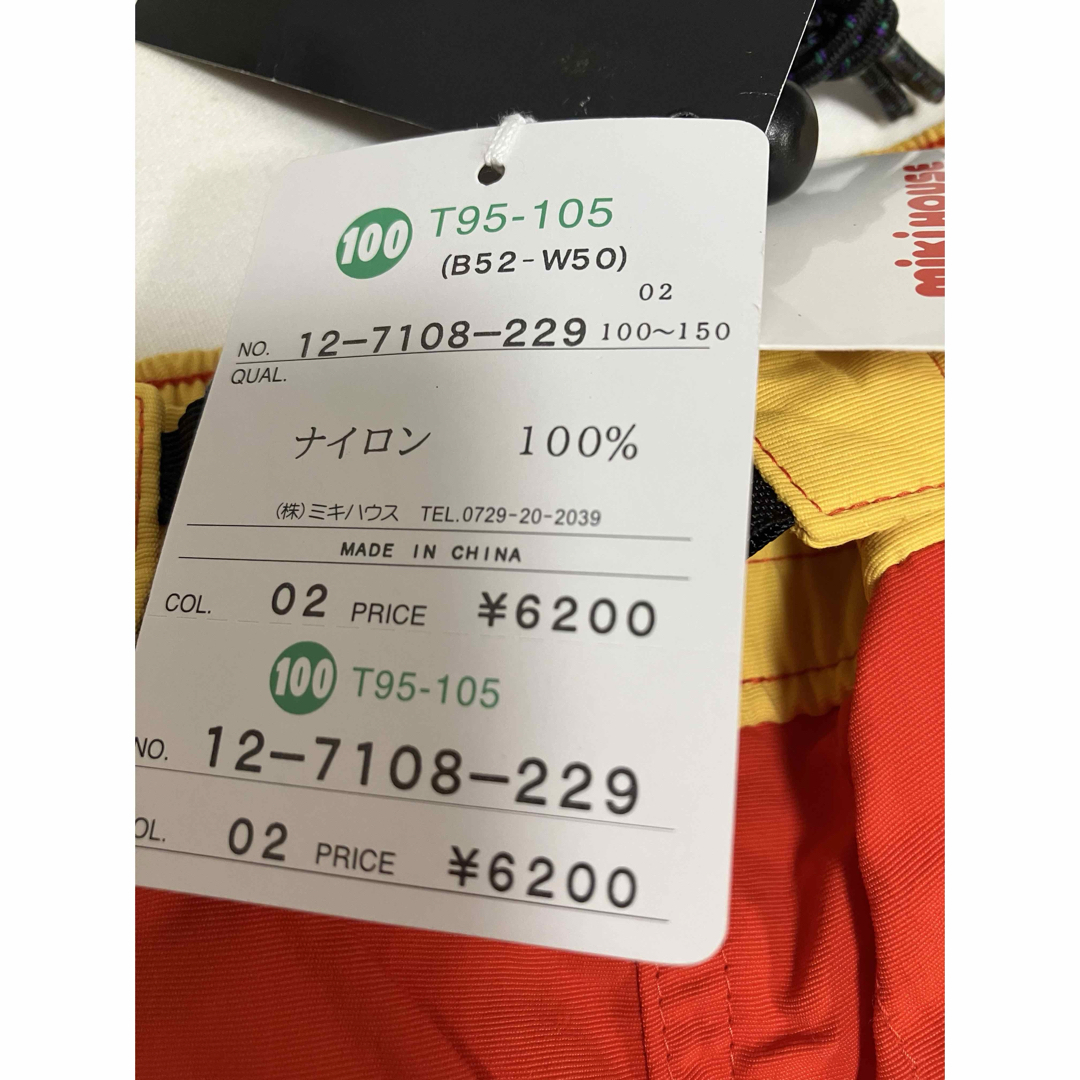 100 T95-105
(B52-W50)
02
NO. 12-7108-229 100~150
QUAL.
ナイロン 100%
(株)ミキハウス TEL.0729-20-2039
MADE IN CHINA
COL. 02 PRICE ¥6200
100 T95-105
NO. 12-7108-229
OL. 02 PRICE ¥6200
mikiHOUSE